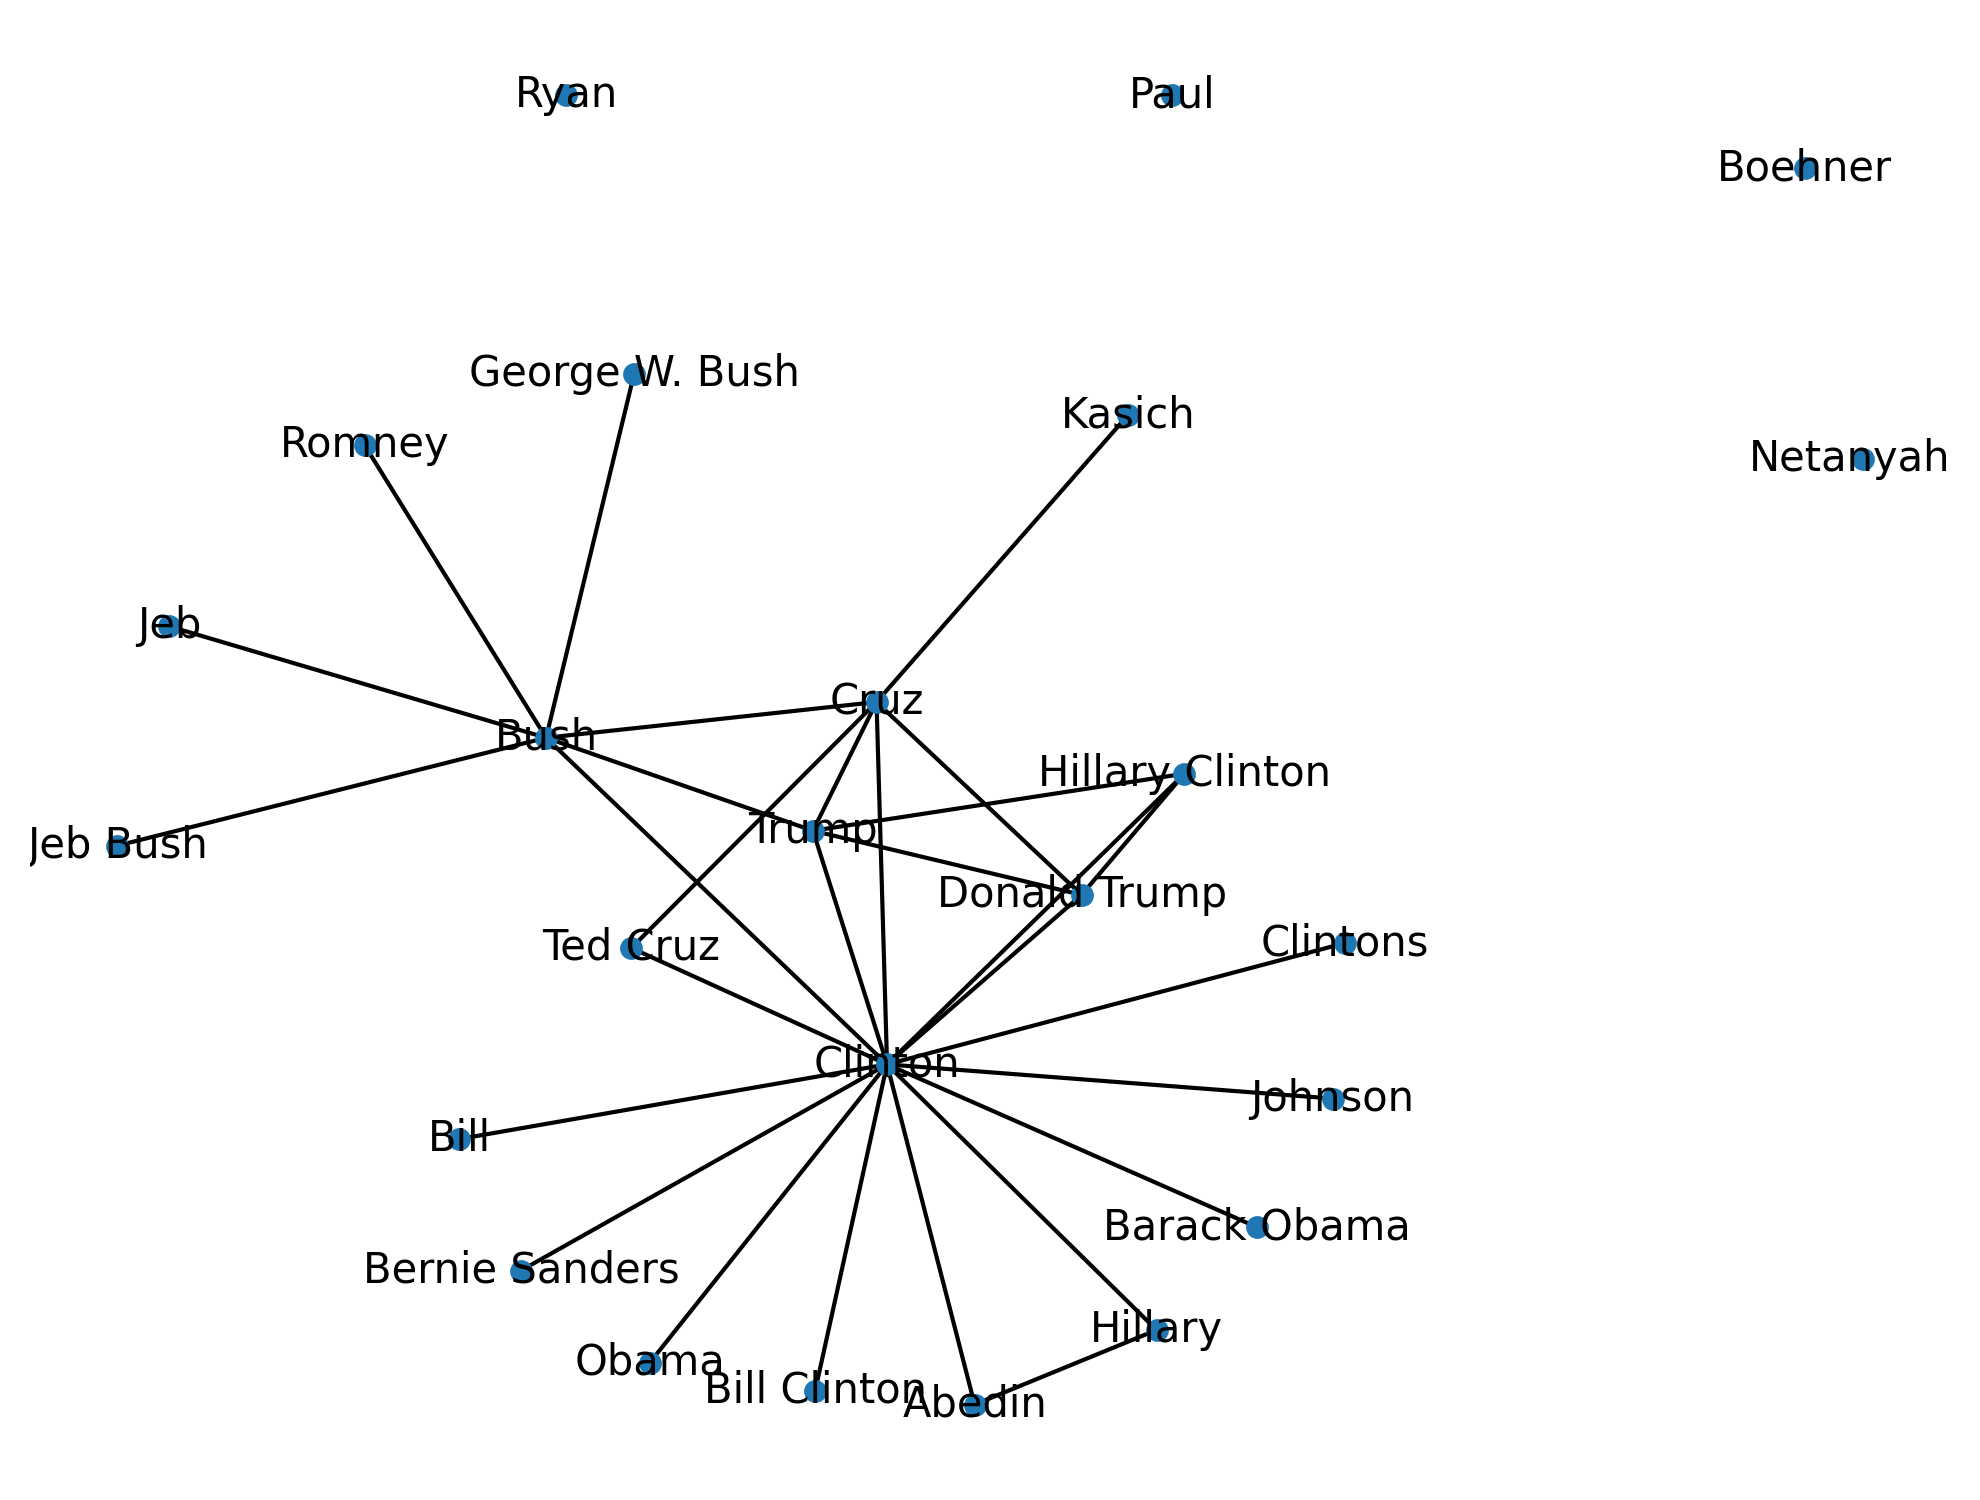 Ryan
Paul
Boehner
George W. Bush
Kasich
Romney
Netanyah
Jeb
Cruz
Bush
Hillary Clinton
Trump
Jeb Bush
Donald Trump
Ted Cruz
Clintons
Clinton
Johnson
Bill
Barack Obama
Bernie Sanders
Hillary
Obama
Bill Clinton
Abedin